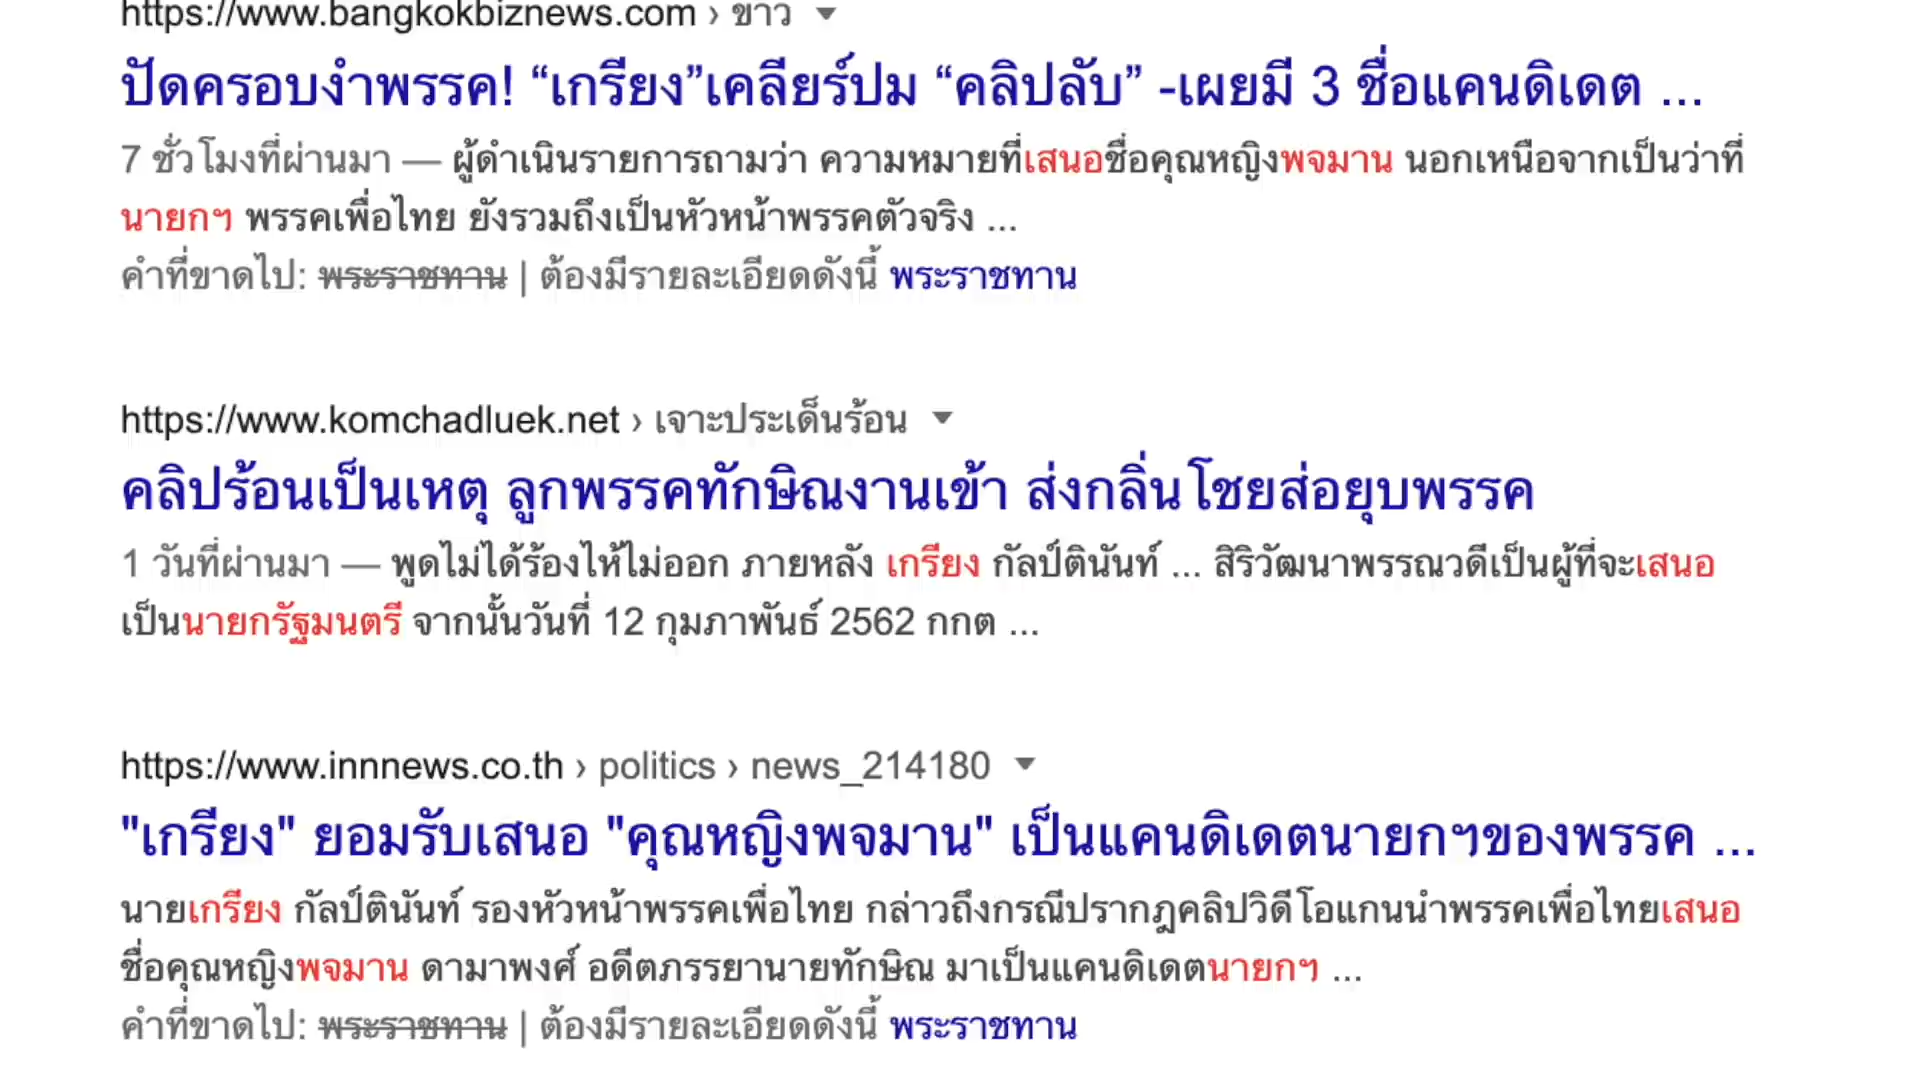 https://www.bangkokbiznews.com › ข่าว
ปัดครอบงำพรรค! “เกรียง”เคลียร์ปม “คลิปลับ” -เผยมี 3 ชื่อแคนดิเดต ...
7 ชั่วโมงที่ผ่านมา — ผู้ดำเนินรายการถามว่า ความหมายที่เสนอชื่อคุณหญิงพจมาน นอกเหนือจากเป็นว่าที่
นายกฯ พรรคเพื่อไทย ยังรวมถึงเป็นหัวหน้าพรรคตัวจริง ...
คำที่ขาดไป: พระราชทาน | ต้องมีรายละเอียดดังนี้ พระราชทาน
https://www.komchadluek.net › เจาะประเด็นร้อน
คลิปร้อนเป็นเหตุ ลูกพรรคทักษิณงานเข้า ส่งกลิ่นโชยส่อยุบพรรค
1 วันที่ผ่านมา — พูดไม่ได้ร้องไห้ไม่ออก ภายหลัง เกรียง กัลป์ตินันท์ ... สิริวัฒนาพรรณวดีเป็นผู้ที่จะเสนอ
เป็นนายกรัฐมนตรี จากนั้นวันที่ 12 กุมภาพันธ์ 2562 กกต ...
https://www.innnews.co.th › politics › news_214180
"เกรียง" ยอมรับเสนอ "คุณหญิงพจมาน" เป็นแคนดิเดตนายกฯของพรรค ...
นายเกรียง กัลป์ตินันท์ รองหัวหน้าพรรคเพื่อไทย กล่าวถึงกรณีปรากฎคลิปวิดีโอแกนนำพรรคเพื่อไทยเสนอ
ชื่อคุณหญิงพจมาน ดามาพงศ์ อดีตภรรยานายทักษิณ มาเป็นแคนดิเดตนายกฯ ...
คำที่ขาดไป: พระราชทาน | ต้องมีรายละเอียดดังนี้ พระราชทาน